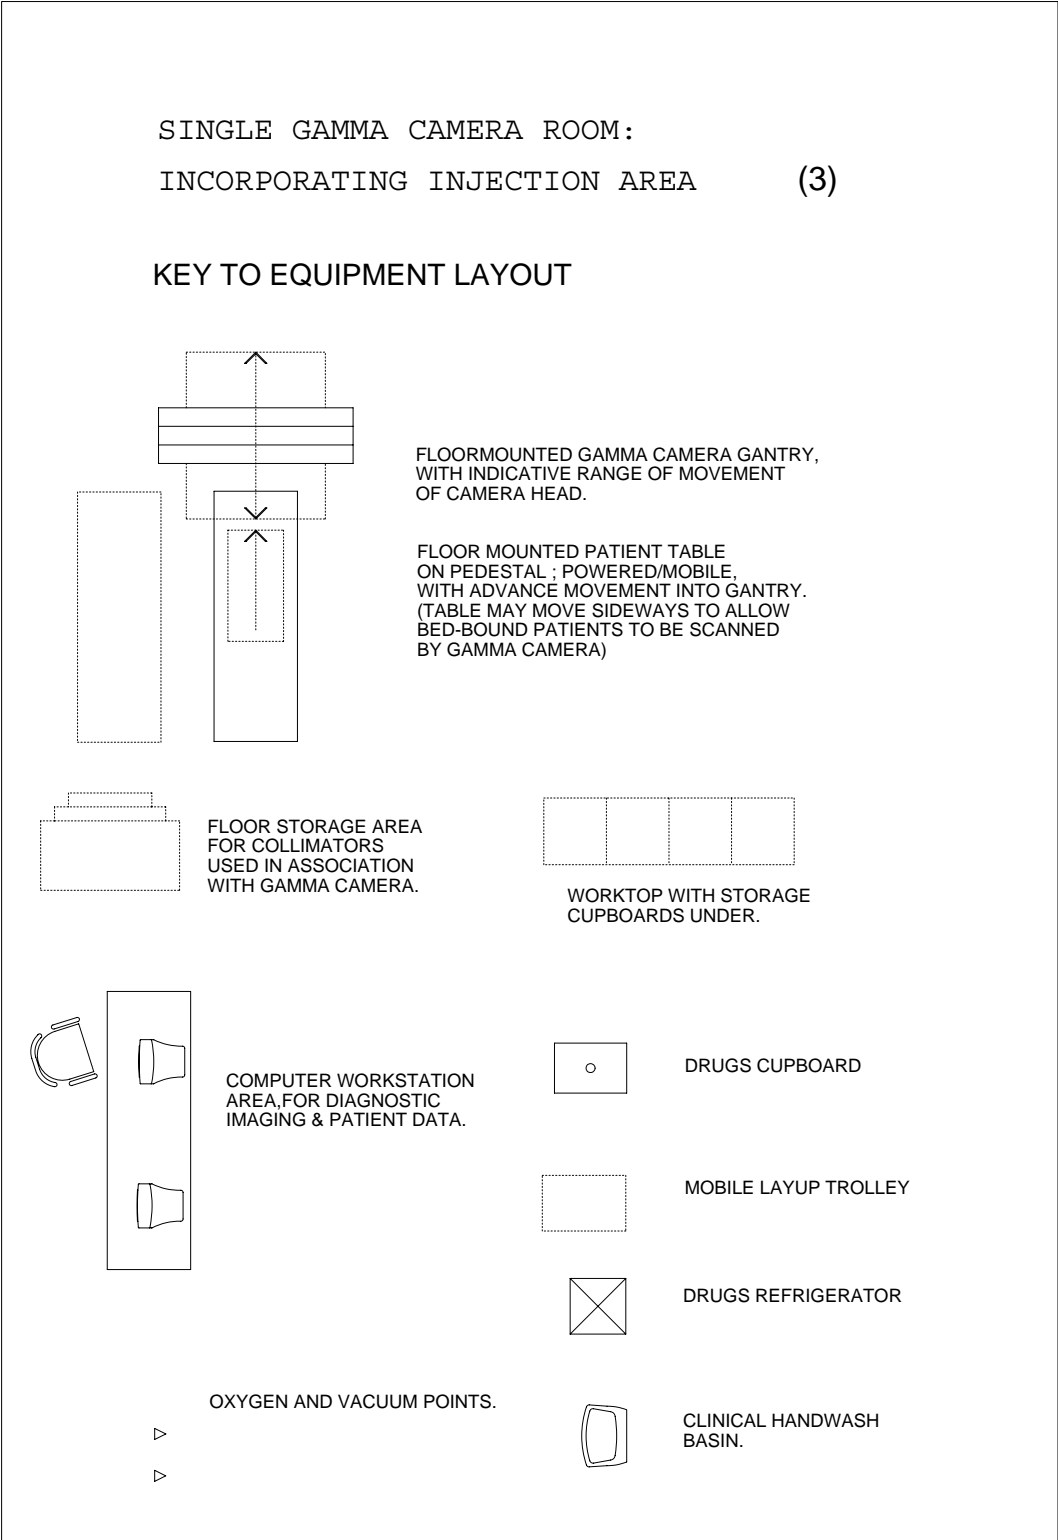 SINGLE GAMMA CAMERA ROOM:
INCORPORATING INJECTION AREA (3)
KEY TO EQUIPMENT LAYOUT
FLOORMOUNTED GAMMA CAMERA GANTRY,
WITH INDICATIVE RANGE OF MOVEMENT
OF CAMERA HEAD.
FLOOR MOUNTED PATIENT TABLE
ON PEDESTAL ; POWERED/MOBILE,
WITH ADVANCE MOVEMENT INTO GANTRY.
(TABLE MAY MOVE SIDEWAYS TO ALLOW
BED-BOUND PATIENTS TO BE SCANNED
BY GAMMA CAMERA)
FLOOR STORAGE AREA
FOR COLLIMATORS
USED IN ASSOCIATION
WITH GAMMA CAMERA.
WORKTOP WITH STORAGE
CUPBOARDS UNDER.
COMPUTER WORKSTATION
AREA,FOR DIAGNOSTIC
IMAGING & PATIENT DATA.
DRUGS CUPBOARD
MOBILE LAYUP TROLLEY
DRUGS REFRIGERATOR
OXYGEN AND VACUUM POINTS.
CLINICAL HANDWASH
BASIN.